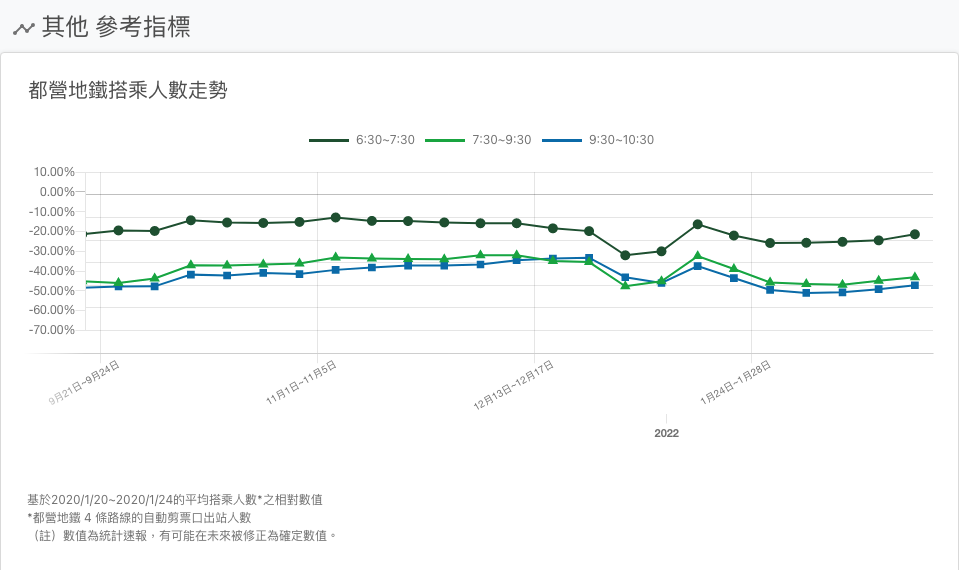 其他 參考指標
都營地鐵搭乘人數走勢
6:30~7:30 7:30~9:30 9:30~10:30
10.00%
0.00%
-10.00%
-20.00%
-30.00%
-40.00%
-50.00%
-60.00%
-70.00%
9月21日~9月24日 11月1日~11月5日 12月13日~12月17日 1月24日~1月28日
2022
基於2020/1/20~2020/1/24的平均搭乘人數*之相對數值
*都營地鐵 4 條路線的自動剪票口出站人數
（註）數值為統計速報，有可能在未來被修正為確定數值。